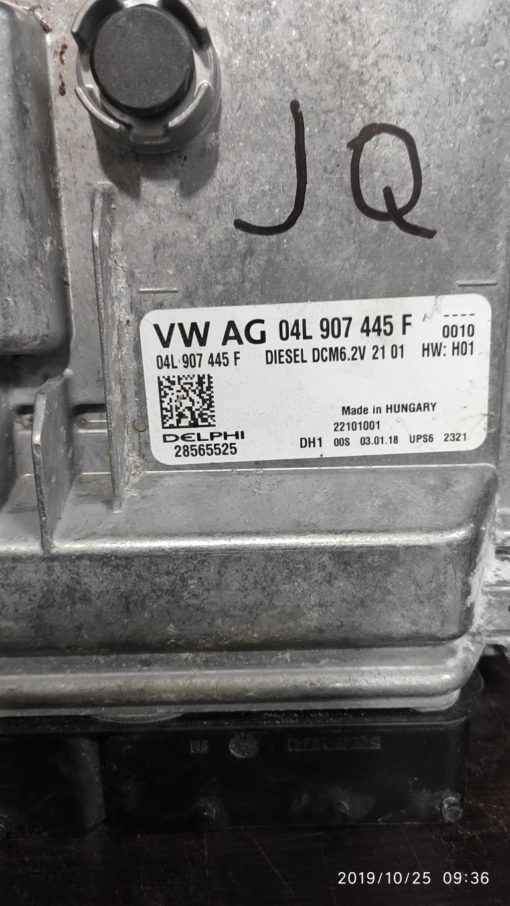 JQ
VW AG 04L 907 445 F ----
0010
04L 907 445 F DIESEL DCM6.2V 21 01 HW: H01
Made in HUNGARY
22101001
DELPHI
28565525
DH1 00S 03.01.18 UPS6 2321
2019/10/25 09:36